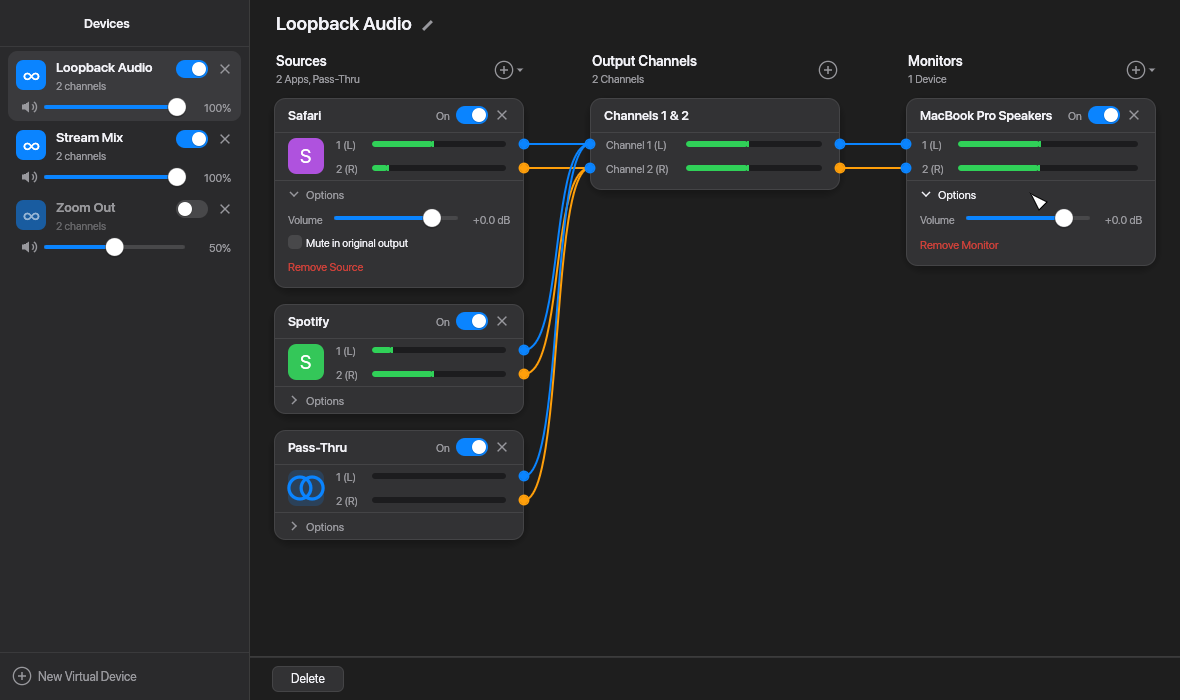 Devices
Loopback Audio
2 channels
100%
Stream Mix
2 channels
100%
Zoom Out
2 channels
50%
New Virtual Device
Loopback Audio
Sources
2 Apps, Pass-Thru
Safari
On
S
1 (L)
2 (R)
Options
Volume
+0.0 dB
Mute in original output
Remove Source
Spotify
On
S
1 (L)
2 (R)
Options
Pass-Thru
On
1 (L)
2 (R)
Options
Output Channels
2 Channels
Channels 1 & 2
Channel 1 (L)
Channel 2 (R)
Monitors
1 Device
MacBook Pro Speakers
On
1 (L)
2 (R)
Options
Volume
+0.0 dB
Remove Monitor
Delete